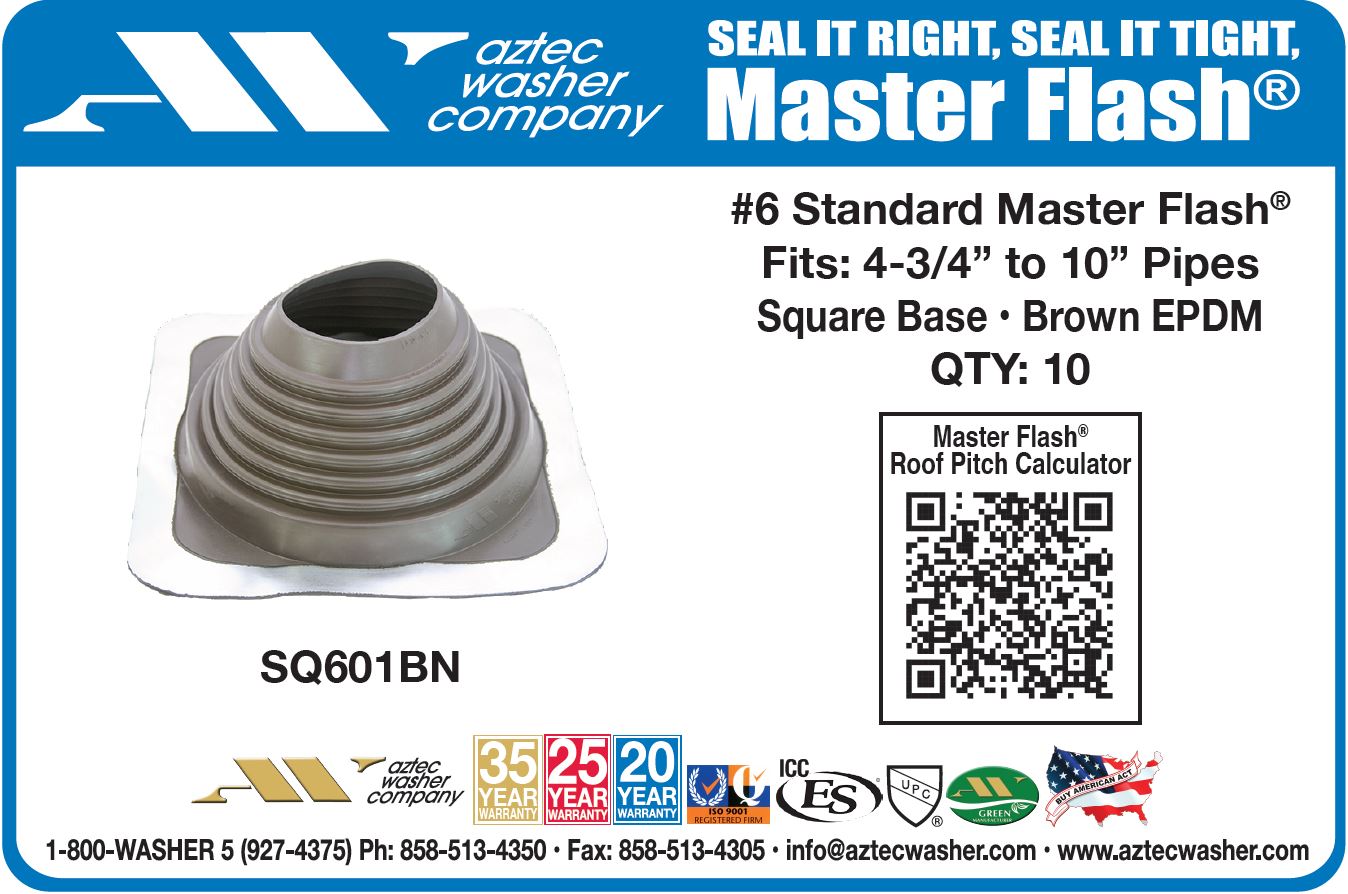 aztec
washer
company
SEAL IT RIGHT, SEAL IT TIGHT,
Master Flash®
#6 Standard Master Flash®
Fits: 4-3/4” to 10” Pipes
Square Base • Brown EPDM
QTY: 10
Master Flash®
Roof Pitch Calculator
SQ601BN
aztec
washer
company
35
YEAR
WARRANTY
25
YEAR
WARRANTY
20
YEAR
WARRANTY
ISO 9001
REGISTERED FIRM
ICC
ES
UPC
®
GREEN
MANUFACTURER
BUY AMERICAN ACT
1-800-WASHER 5 (927-4375) Ph: 858-513-4350 • Fax: 858-513-4305 • info@aztecwasher.com • www.aztecwasher.com